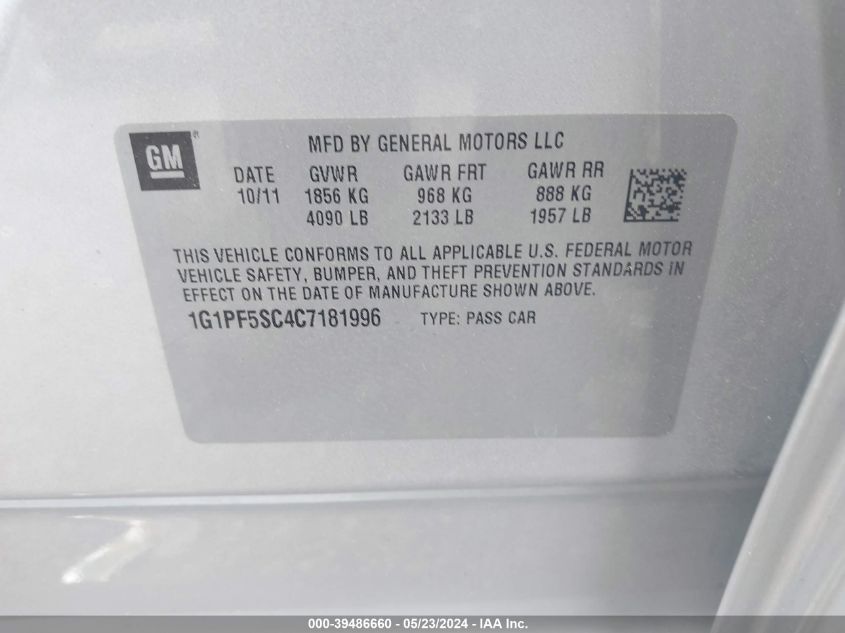 GM
MFD BY GENERAL MOTORS LLC
DATE GVWR GAWR FRT GAWR RR
10/11 1856 KG 968 KG 888 KG
4090 LB 2133 LB 1957 LB
THIS VEHICLE CONFORMS TO ALL APPLICABLE U.S. FEDERAL MOTOR
VEHICLE SAFETY, BUMPER, AND THEFT PREVENTION STANDARDS IN
EFFECT ON THE DATE OF MANUFACTURE SHOWN ABOVE.
1G1PF5SC4C7181996 TYPE: PASS CAR
000-39486660 - 05/23/2024 - IAA Inc.